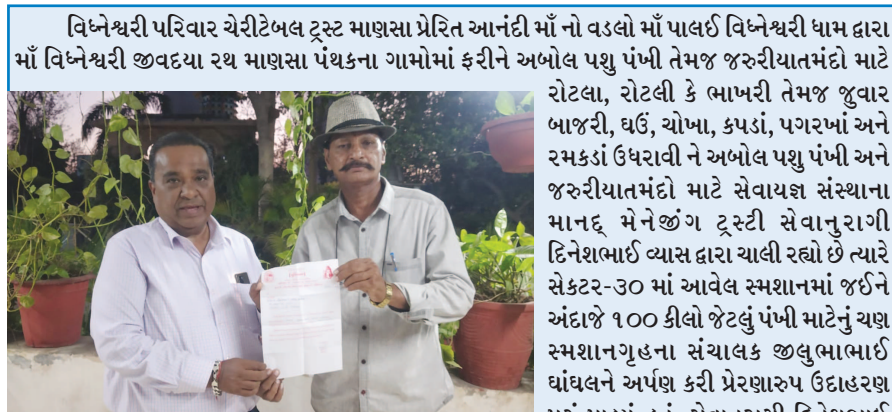 વિઘ્નેશ્વરી પરિવાર ચેરીટેબલ ટ્રસ્ટ માણસા પ્રેરિત આનંદી માઁ નો વડલો માઁ પાલઈ વિઘ્નેશ્વરી ધામ દ્વારા
માઁ વિઘ્નેશ્વરી જીવદયા રથ માણસા પંથકના ગામોમાં ફરીને અબોલ પશુ પંખી તેમજ જરુરીયાતમંદો માટે
રોટલા, રોટલી કે ભાખરી તેમજ જુવાર
બાજરી, ઘઉં, ચોખા, કપડાં, પગરખાં અને
રમકડાં ઉઘરાવી ને અબોલ પશુ પંખી અને
જરુરીયાતમંદો માટે સેવાયજ્ઞ સંસ્થાના
માનદ્ મેનેજીંગ ટ્રસ્ટી સેવાનુરાગી
દિનેશભાઈ વ્યાસ દ્વારા ચાલી રહ્યો છે ત્યારે
સેકટર-૩૦ માં આવેલ સ્મશાનમાં જઈને
અંદાજે ૧૦૦ કીલો જેટલું પંખી માટેનું ચણ
સ્મશાનગૃહના સંચાલક જીલુભાભાઈ
ધાંધલને અર્પણ કરી પ્રેરણારુપ ઉદાહરણ